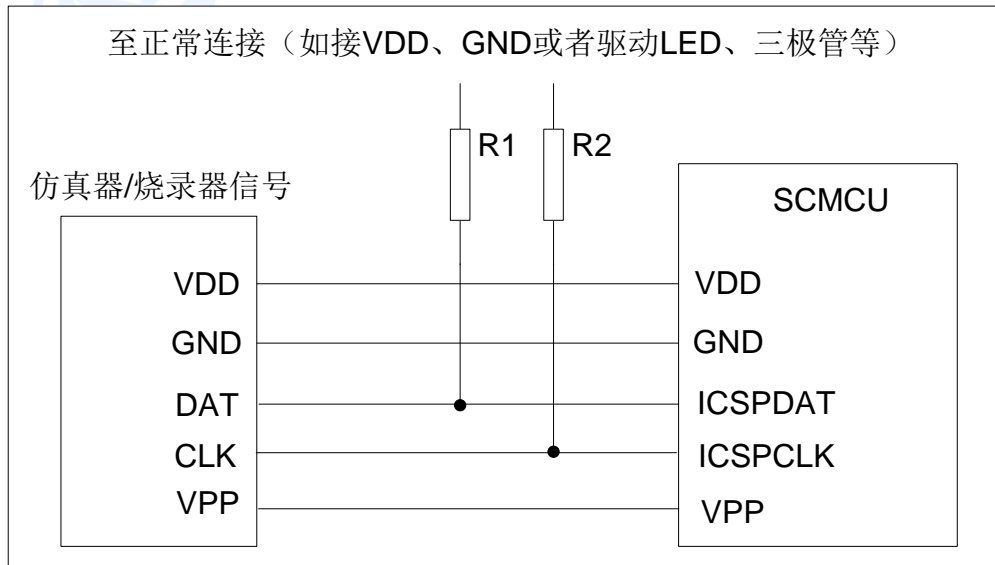 至正常连接（如接VDD、GND或者驱动LED、三极管等）
R1 R2
仿真器/烧录器信号
SCMCU
VDD VDD
GND GND
DAT ICSPDAT
CLK ICSPCLK
VPP VPP